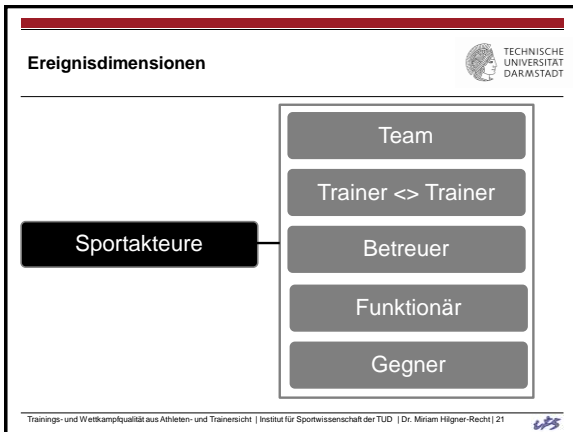 Ereignisdimensionen
TECHNISCHE
UNIVERSITÄT
DARMSTADT
Team
Trainer <> Trainer
Sportakteure
Betreuer
Funktionär
Gegner
Trainings- und Wettkampfqualität aus Athleten- und Trainersicht | Institut für Sportwissenschaft der TUD | Dr. Miriam Hilgner-Recht | 21